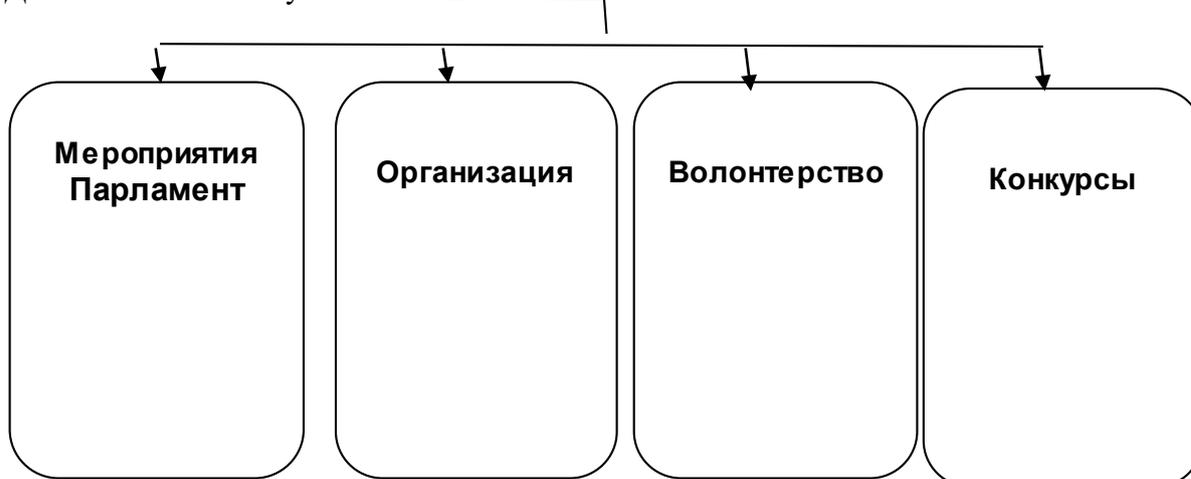 Мероприятия
Парламент
Организация
Волонтерство
Конкурсы